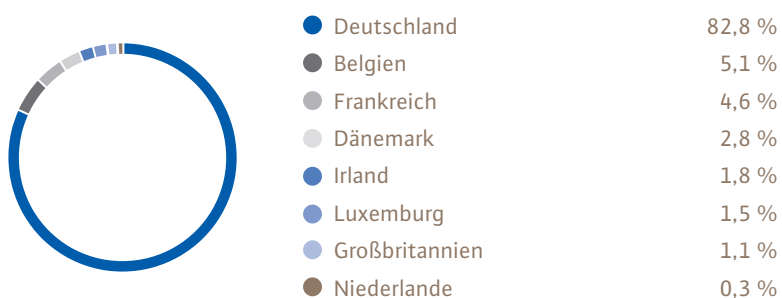 Deutschland 82,8 %
Belgien 5,1 %
Frankreich 4,6 %
Dänemark 2,8 %
Irland 1,8 %
Luxemburg 1,5 %
Großbritannien 1,1 %
Niederlande 0,3 %